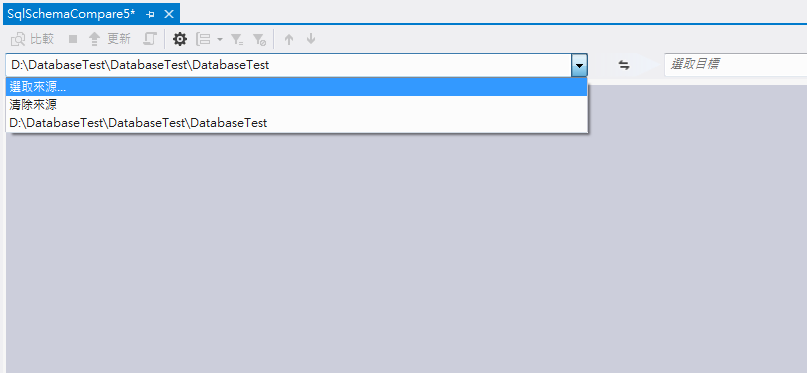 SqlSchemaCompare5*
比較 更新
D:\DatabaseTest\DatabaseTest\DatabaseTest 選取目標
選取來源...
清除來源
D:\DatabaseTest\DatabaseTest\DatabaseTest